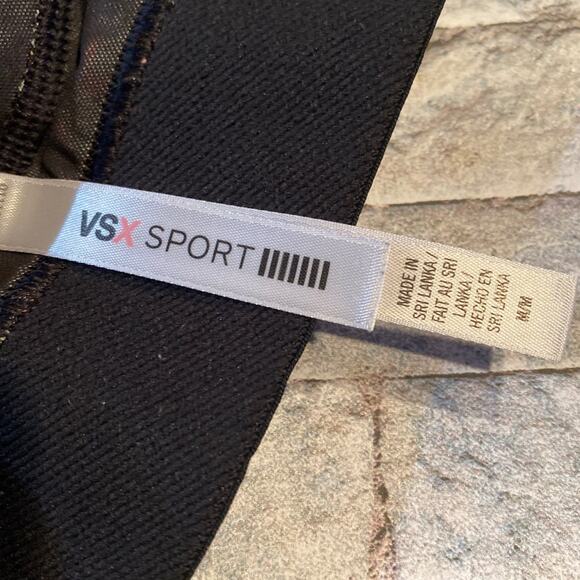 VSX SPORT
MADE IN
SRI LANKA /
FAIT AU SRI
LANKA /
HECHO EN
SRI LANKA
M/M